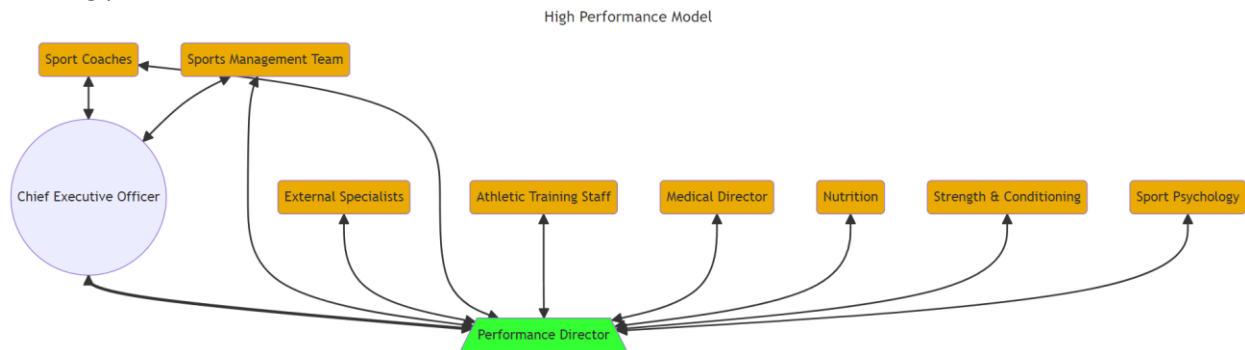 High Performance Model
Sport Coaches
Sports Management Team
Chief Executive Officer
External Specialists
Athletic Training Staff
Medical Director
Nutrition
Strength & Conditioning
Sport Psychology
Performance Director